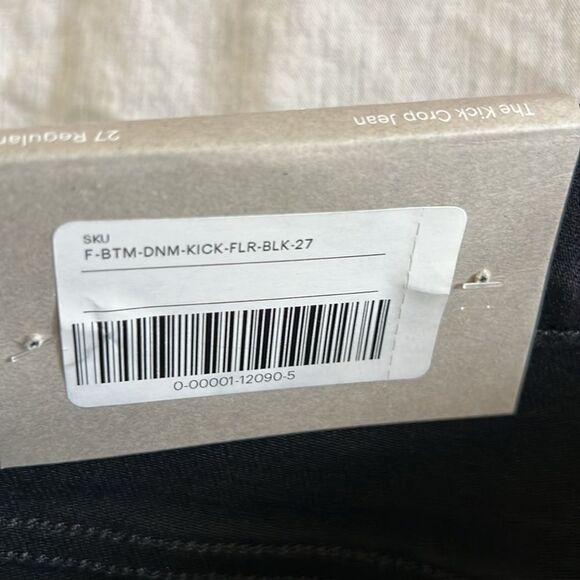 The Kick Crop Jean
27 Regular
SKU
F-BTM-DNM-KICK-FLR-BLK-27
0-00001-12090-5